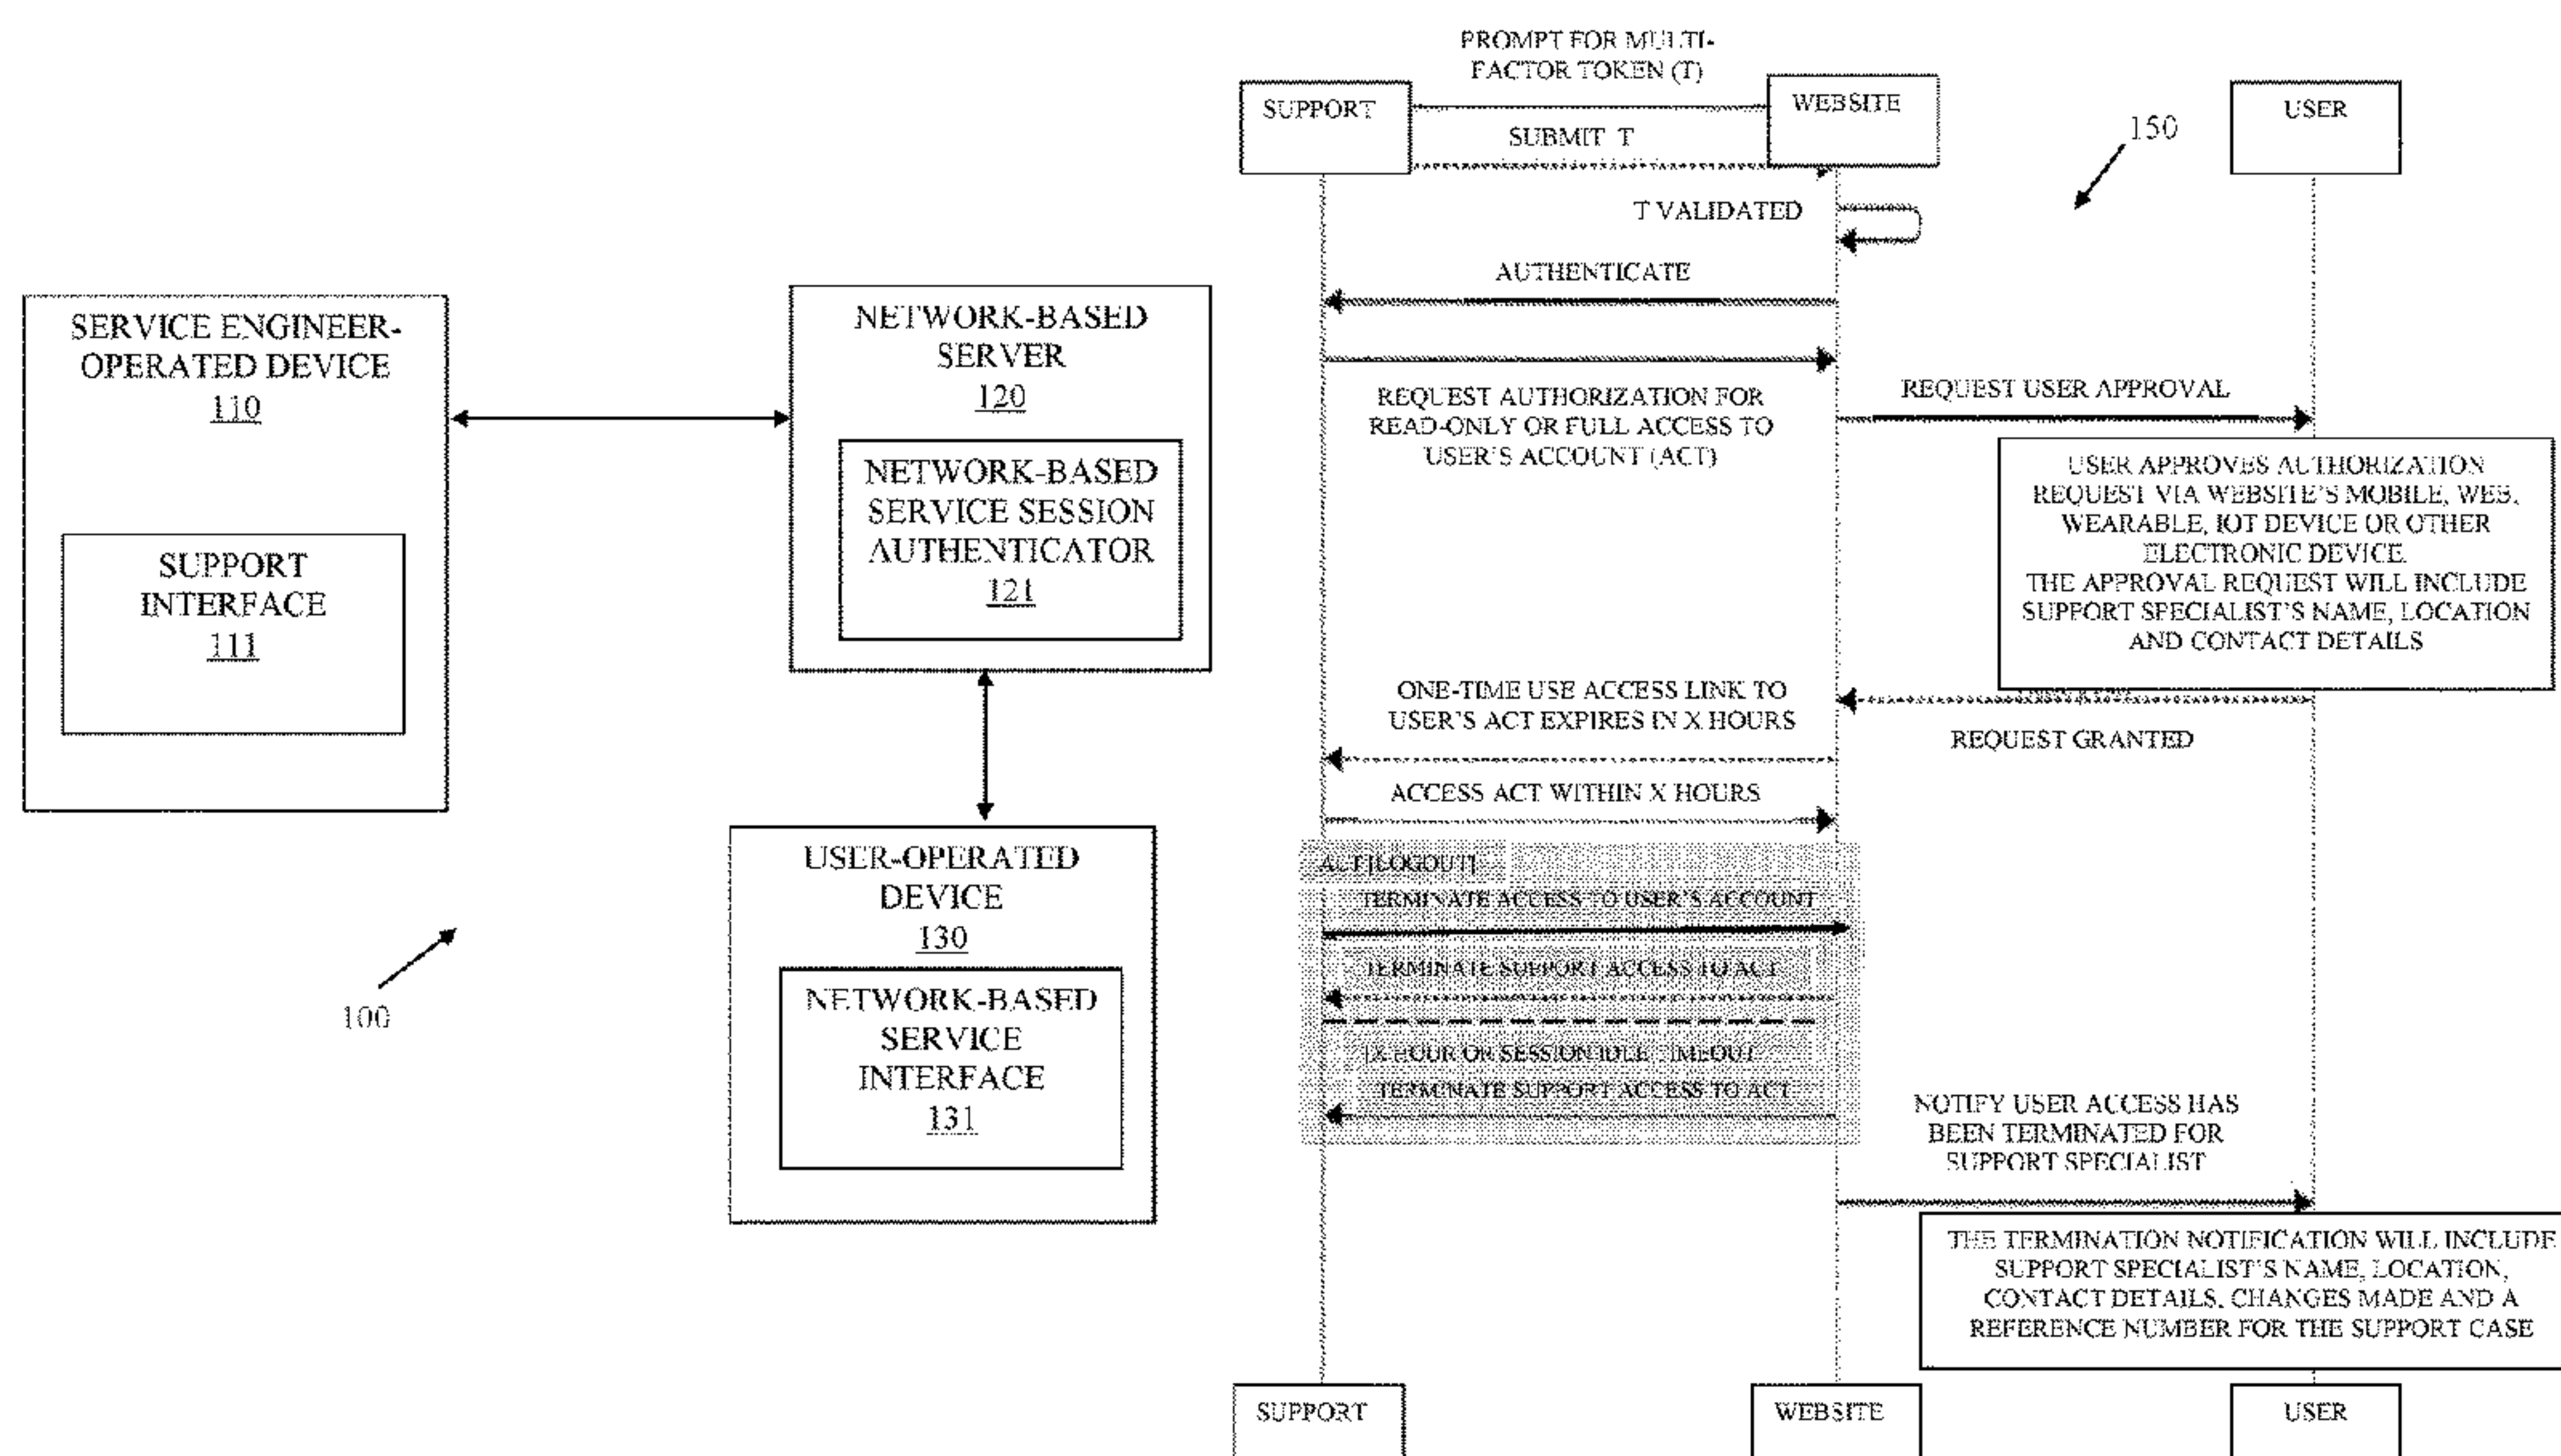 SERVICE ENGINEER-
OPERATED DEVICE
110
SUPPORT
INTERFACE
111
NETWORK-BASED
SERVER
120
NETWORK-BASED
SERVICE SESSION
AUTHENTICATOR
121
USER-OPERATED
DEVICE
130
NETWORK-BASED
SERVICE
INTERFACE
131
100
PROMPT FOR MULTI-
FACTOR TOKEN (T)
SUPPORT
WEBSITE
USER
SUBMIT T
150
T VALIDATED
AUTHENTICATE
REQUEST AUTHORIZATION FOR
READ-ONLY OR FULL ACCESS TO
USER'S ACCOUNT (ACT)
REQUEST USER APPROVAL
USER APPROVES AUTHORIZATION
REQUEST VIA WEBSITE'S MOBILE, WEB,
WEARABLE, IOT DEVICE OR OTHER
ELECTRONIC DEVICE.
THE APPROVAL REQUEST WILL INCLUDE
SUPPORT SPECIALIST'S NAME, LOCATION
AND CONTACT DETAILS
ONE-TIME USE ACCESS LINK TO
USER'S ACT EXPIRES IN X HOURS
REQUEST GRANTED
ACCESS ACT WITHIN X HOURS
[LOGOUT]
TERMINATE ACCESS TO USER'S ACCOUNT
TERMINATE SUPPORT ACCESS TO ACT
X HOUR OR SESSION IDLE TIMEOUT
TERMINATE SUPPORT ACCESS TO ACT
NOTIFY USER ACCESS HAS
BEEN TERMINATED FOR
SUPPORT SPECIALIST
THE TERMINATION NOTIFICATION WILL INCLUDE
SUPPORT SPECIALIST'S NAME, LOCATION,
CONTACT DETAILS, CHANGES MADE AND A
REFERENCE NUMBER FOR THE SUPPORT CASE
SUPPORT
WEBSITE
USER